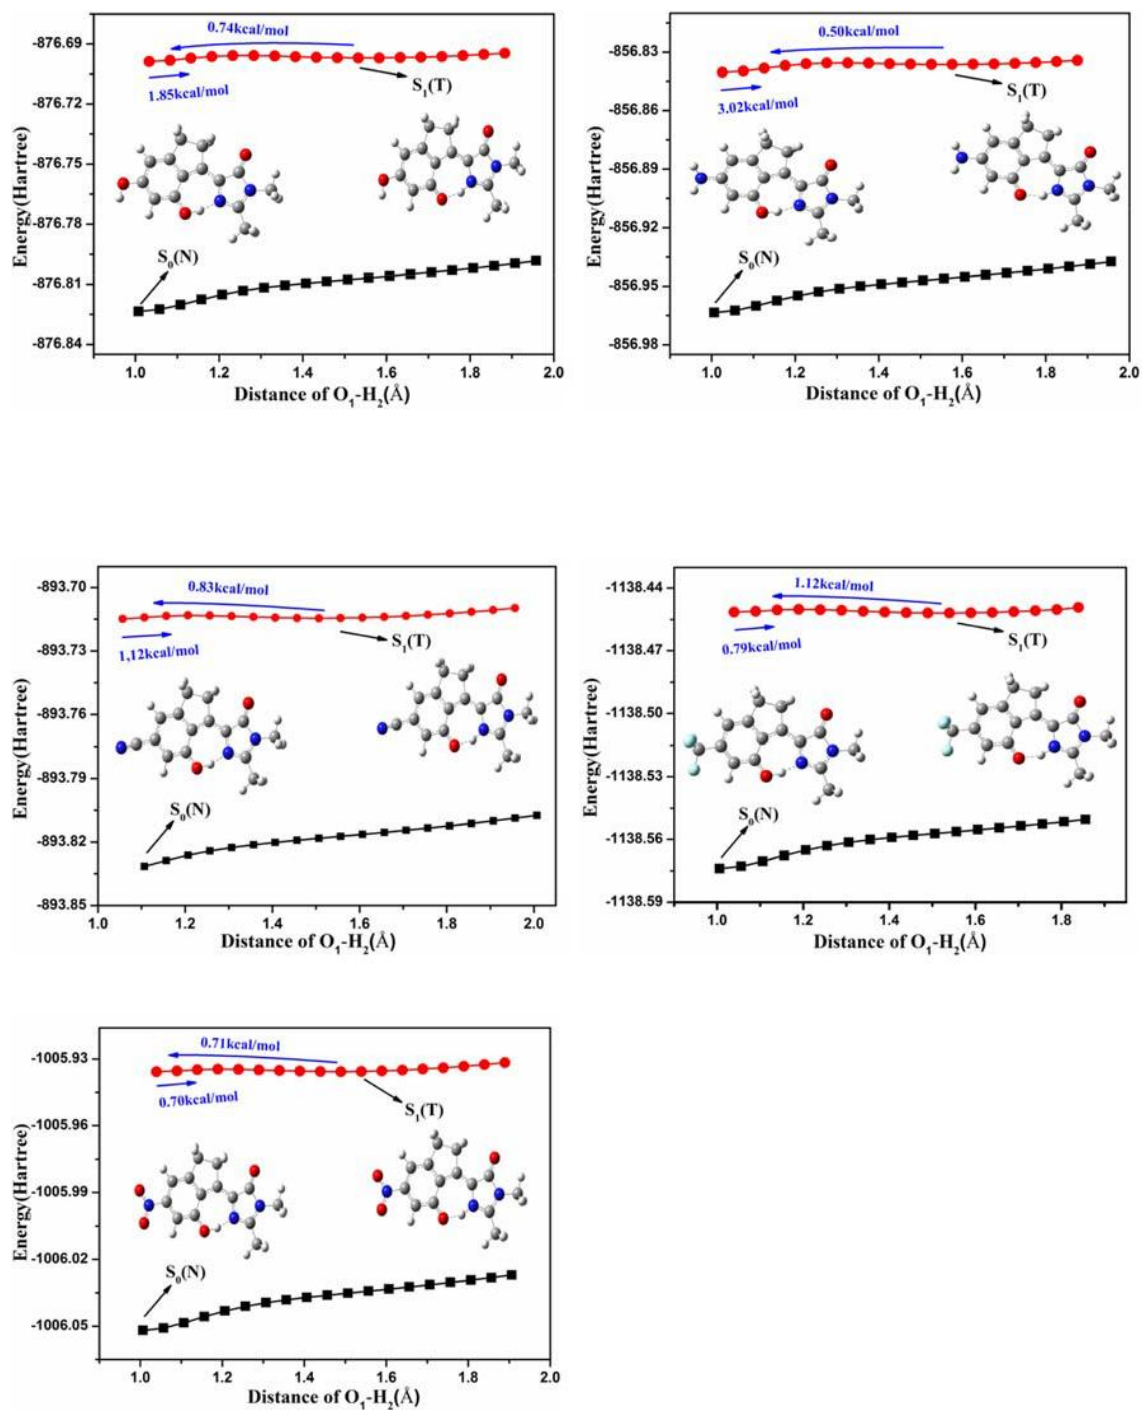 0.74kcal/mol
-876.69
1.85kcal/mol
S1(T)
-876.72
-876.75
-876.78
S0(N)
-876.81
-876.84
Energy(Hartree)
1.0 1.2 1.4 1.6 1.8 2.0
Distance of O1-H2(Å)
0.50kcal/mol
-856.83
3.02kcal/mol
S1(T)
-856.86
-856.89
-856.92
S0(N)
-856.95
-856.98
Energy(Hartree)
1.0 1.2 1.4 1.6 1.8 2.0
Distance of O1-H2(Å)
0.83kcal/mol
-893.70
1,12kcal/mol
S1(T)
-893.73
-893.76
-893.79
S0(N)
-893.82
-893.85
Energy(Hartree)
1.0 1.2 1.4 1.6 1.8 2.0
Distance of O1-H2(Å)
1.12kcal/mol
-1138.44
0.79kcal/mol
S1(T)
-1138.47
-1138.50
-1138.53
S0(N)
-1138.56
-1138.59
Energy(Hartree)
1.0 1.2 1.4 1.6 1.8
Distance of O1-H2(Å)
0.71kcal/mol
-1005.93
0.70kcal/mol
S1(T)
-1005.96
-1005.99
-1006.02
S0(N)
-1006.05
Energy(Hartree)
1.0 1.2 1.4 1.6 1.8 2.0
Distance of O1-H2(Å)